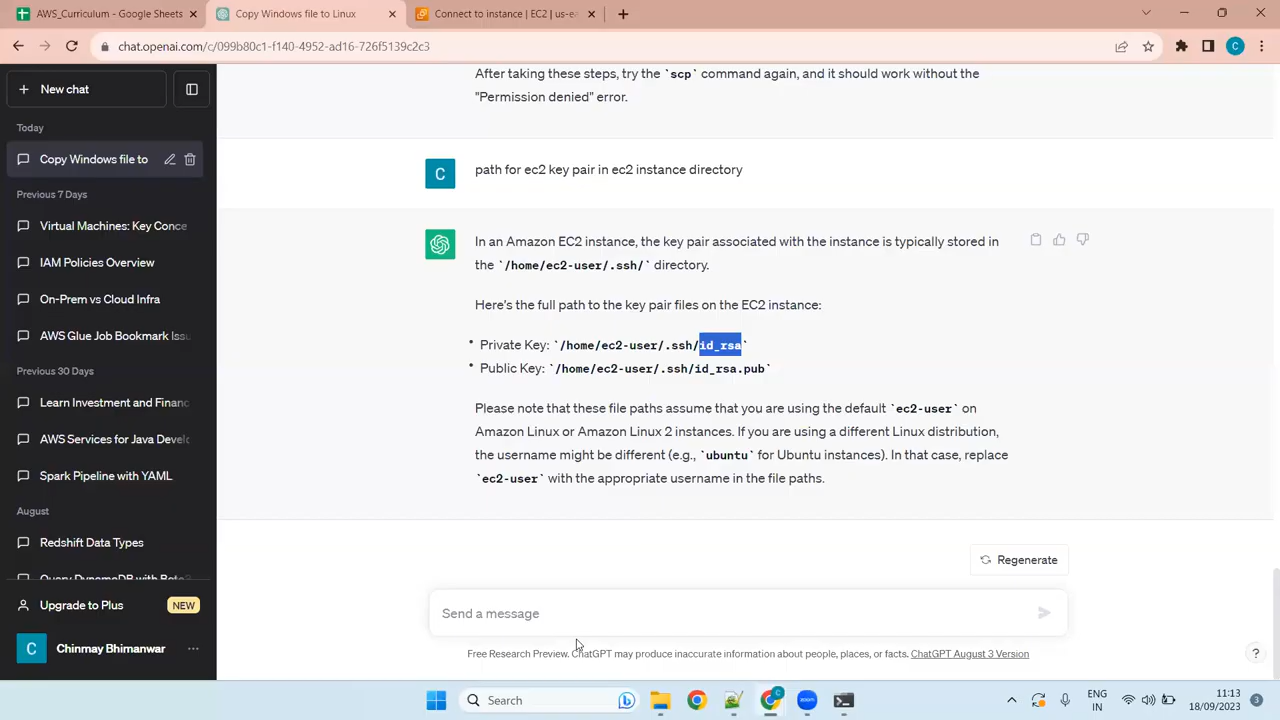 AWS_Curriculum - Google Sheets
Copy Windows file to Linux
Connect to instance | EC2 | us-ea
chat.openai.com/c/099b80c1-f140-4952-ad16-726f5139c2c3
C
New chat
Today
Copy Windows file to
Previous 7 Days
Virtual Machines: Key Conce
IAM Policies Overview
On-Prem vs Cloud Infra
AWS Glue Job Bookmark Issu
Previous 30 Days
Learn Investment and Financ
AWS Services for Java Develo
Spark Pipeline with YAML
August
Redshift Data Types
Query DynamoDB with Boto3
Upgrade to Plus
NEW
C
Chinmay Bhimanwar
After taking these steps, try the `scp` command again, and it should work without the
"Permission denied" error.
C
path for ec2 key pair in ec2 instance directory
In an Amazon EC2 instance, the key pair associated with the instance is typically stored in
the `/home/ec2-user/.ssh/` directory.
Here's the full path to the key pair files on the EC2 instance:
• Private Key: `/home/ec2-user/.ssh/id_rsa`
• Public Key: `/home/ec2-user/.ssh/id_rsa.pub`
Please note that these file paths assume that you are using the default `ec2-user` on
Amazon Linux or Amazon Linux 2 instances. If you are using a different Linux distribution,
the username might be different (e.g., `ubuntu` for Ubuntu instances). In that case, replace
`ec2-user` with the appropriate username in the file paths.
Regenerate
Send a message
Free Research Preview. ChatGPT may produce inaccurate information about people, places, or facts. ChatGPT August 3 Version
?
Search
ENG
IN
11:13
18/09/2023
3